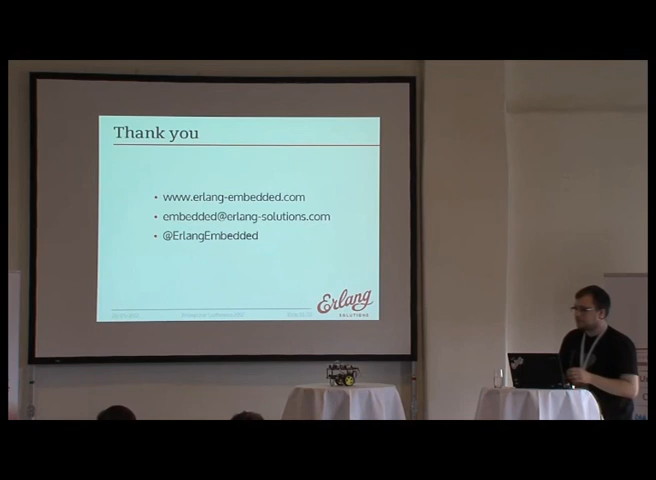 Thank you
• www.erlang-embedded.com
• embedded@erlang-solutions.com
• @ErlangEmbedded
Erlang
SOLUTIONS